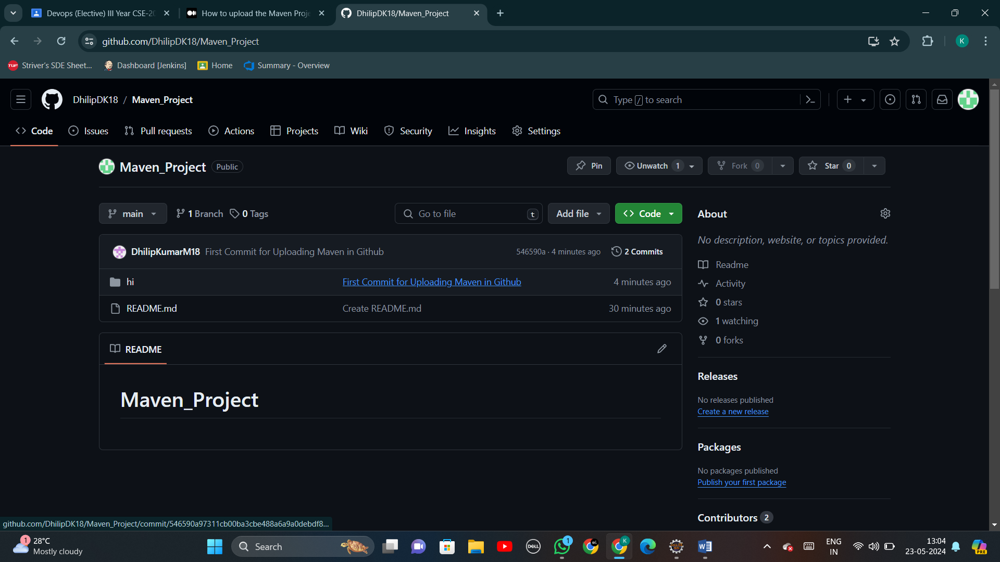 Devops (Elective) III Year CSE-20
How to upload the Maven Proje
DhilipDK18/Maven_Project
github.com/DhilipDK18/Maven_Project
K
TUF Striver's SDE Sheet...
Dashboard [Jenkins]
Home
Summary - Overview
DhilipDK18 / Maven_Project
Type / to search
Code
Issues
Pull requests
Actions
Projects
Wiki
Security
Insights
Settings
Maven_Project Public
Pin
Unwatch 1
Fork 0
Star 0
main
1 Branch
0 Tags
Go to file t
Add file
Code
About
No description, website, or topics provided.
DhilipKumarM18 First Commit for Uploading Maven in Github 546590a · 4 minutes ago 2 Commits
hi First Commit for Uploading Maven in Github 4 minutes ago
README.md Create README.md 30 minutes ago
Readme
Activity
0 stars
1 watching
0 forks
README
Maven_Project
Releases
No releases published
Create a new release
Packages
No packages published
Publish your first package
Contributors 2
github.com/DhilipDK18/Maven_Project/commit/546590a97311cb00ba3cbe488a6a9a0debdf8...
1
28°C
Mostly cloudy
Search
DELL
1
K
W
ENG
IN
13:04
23-05-2024
PRE